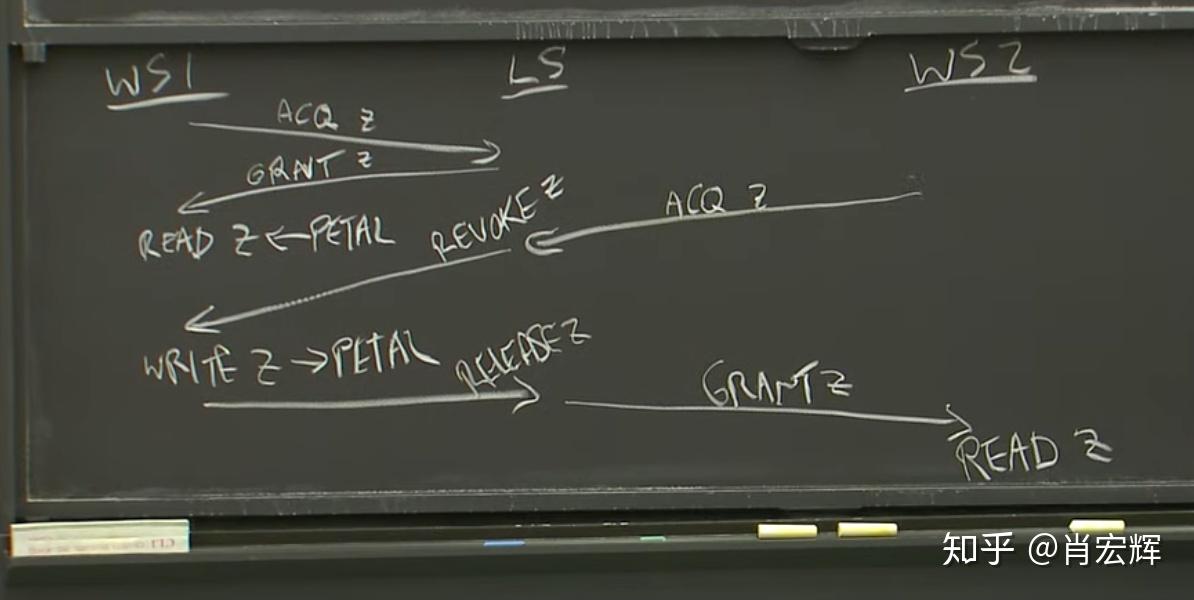 WS1 LS WS2
ACQ Z
GRANT Z
REVOKE Z
ACQ Z
READ Z ← PETAL
WRITE Z → PETAL
RELEASE Z
GRANT Z
READ Z
知乎 @肖宏辉